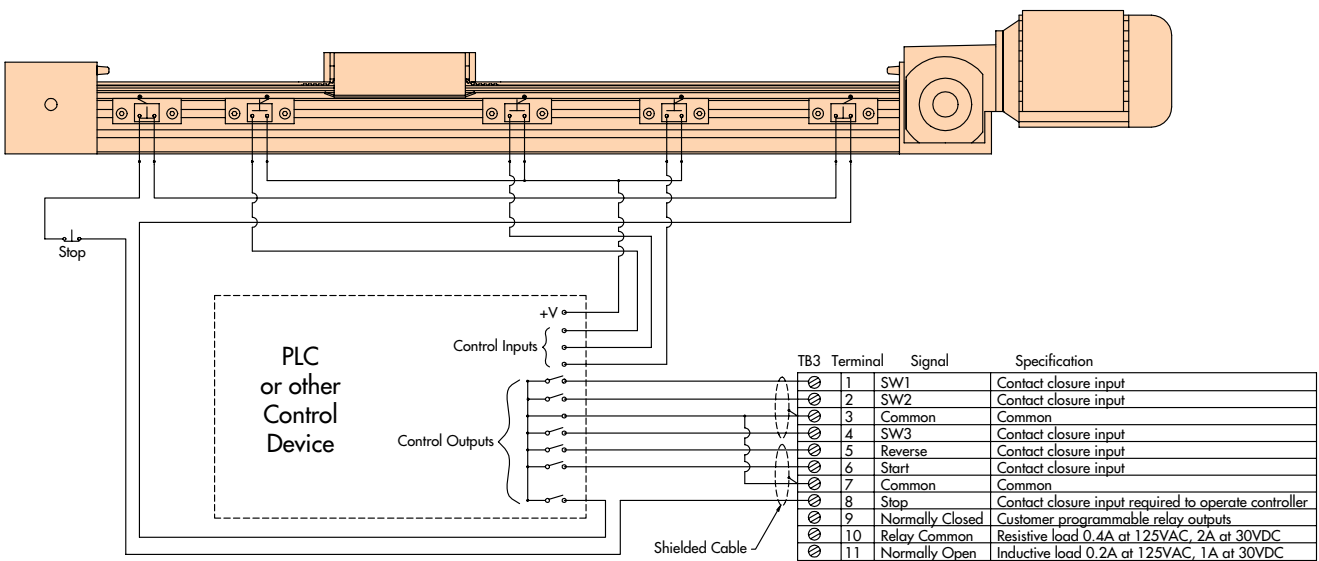 Stop
+V
Control Inputs
PLC
or other
Control
Device
Control Outputs
Shielded Cable
TB3 Terminal Signal Specification
1 SW1 Contact closure input
2 SW2 Contact closure input
3 Common Common
4 SW3 Contact closure input
5 Reverse Contact closure input
6 Start Contact closure input
7 Common Common
8 Stop Contact closure input required to operate controller
9 Normally Closed Customer programmable relay outputs
10 Relay Common Resistive load 0.4A at 125VAC, 2A at 30VDC
11 Normally Open Inductive load 0.2A at 125VAC, 1A at 30VDC